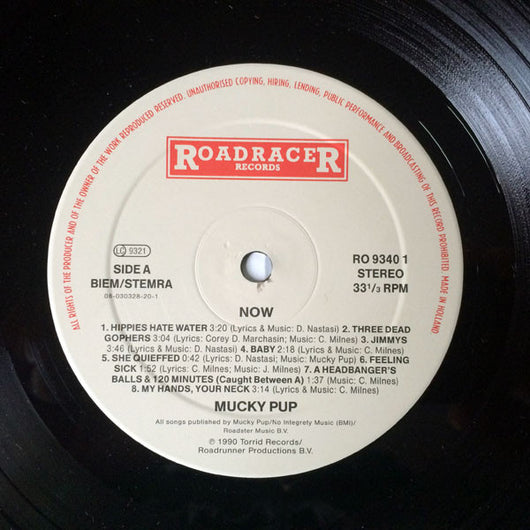 ALL RIGHTS OF THE PRODUCER AND OF THE OWNER OF THE WORK REPRODUCED RESERVED. UNAUTHORISED COPYING, HIRING, LENDING, PUBLIC PERFORMANCE AND BROADCASTING OF THIS RECORD PROHIBITED. MADE IN HOLLAND
ROADRACER
RECORDS
LC 9321
SIDE A
BIEM/STEMRA
08-030328-20-1
RO 9340 1
STEREO
33 1/3 RPM
NOW
1. HIPPIES HATE WATER 3:20 (Lyrics & Music: D. Nastasi) 2. THREE DEAD
GOPHERS 3:04 (Lyrics: Corey D. Marchasin; Music: C. Milnes) 3. JIMMYS
3:46 (Lyrics & Music: D. Nastasi) 4. BABY 2:18 (Lyrics & Music: C. Milnes)
5. SHE QUIEFFED 0:42 (Lyrics: D. Nastasi; Music: Mucky Pup) 6. FEELING
SICK 1:52 (Lyrics: C. Milnes; Music: J. Milnes) 7. A HEADBANGER'S
BALLS & 120 MINUTES (Caught Between A) 1:37 (Music: C. Milnes)
8. MY HANDS, YOUR NECK 3:14 (Lyrics & Music: C. Milnes)
MUCKY PUP
All songs published by Mucky Pup/No Integrety Music (BMI)/
Roadster Music B.V.
℗ 1990 Torrid Records/
Roadrunner Productions B.V.